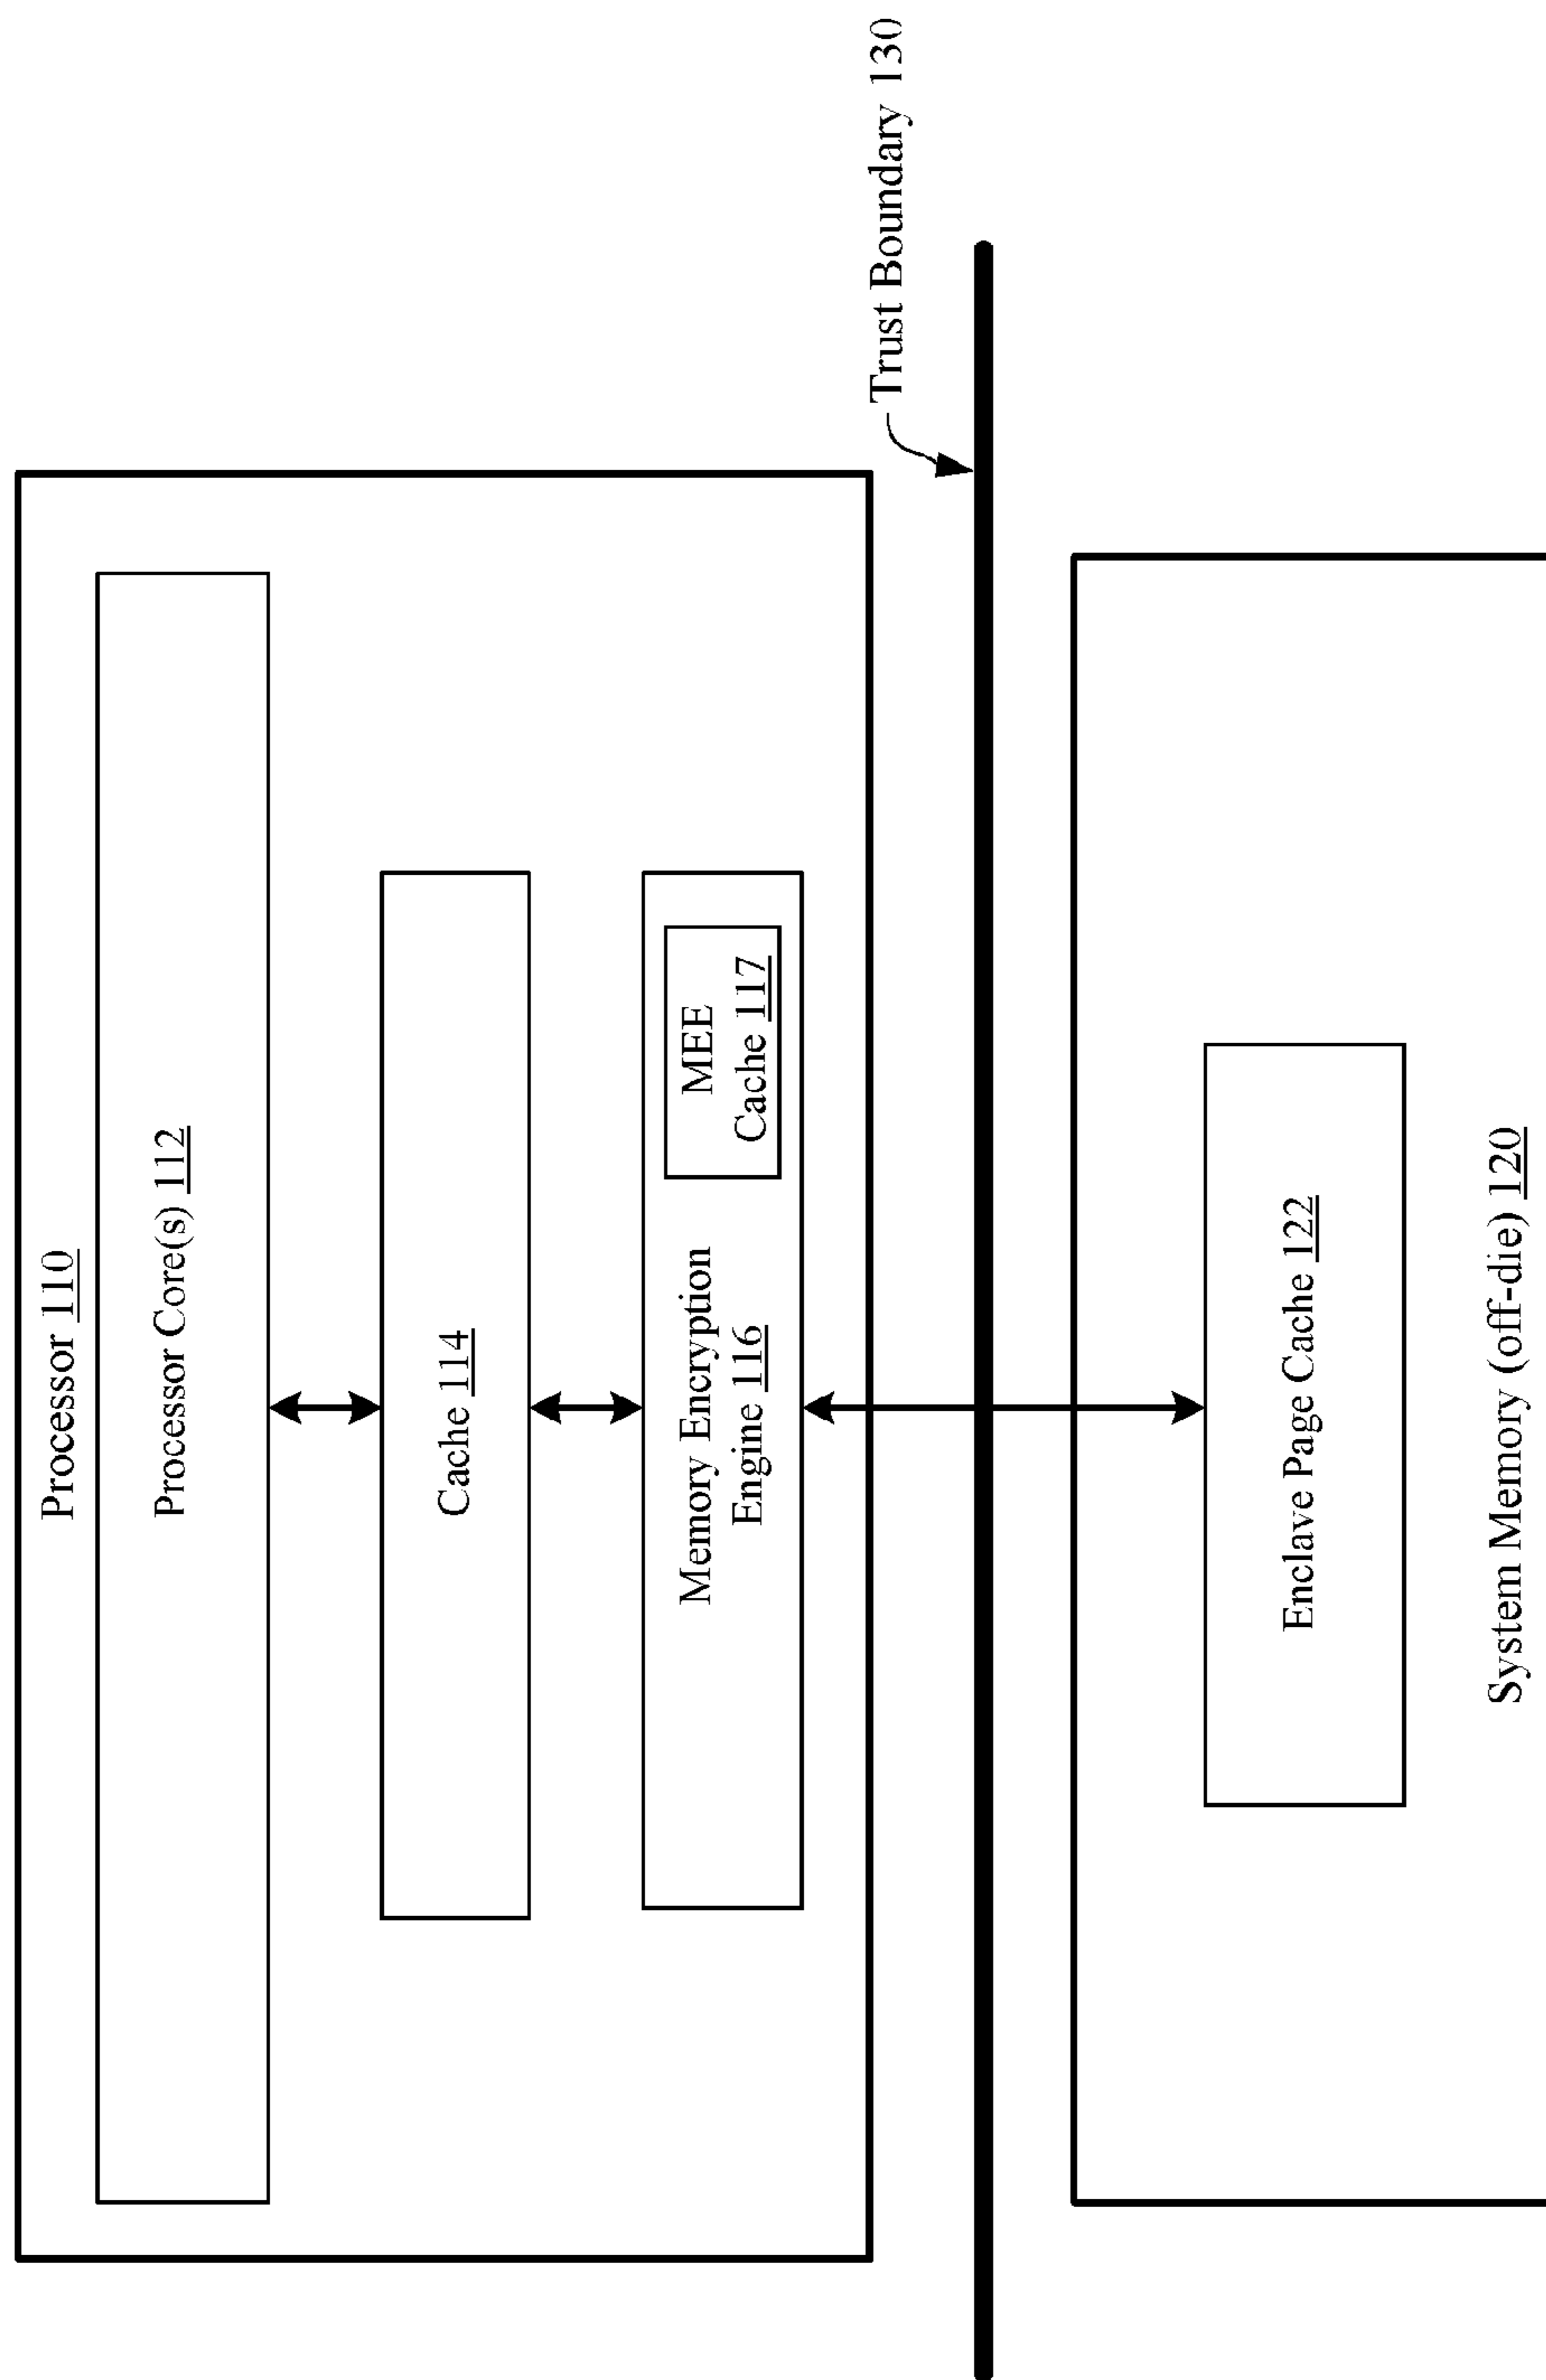 Processor 110
Processor Core(s) 112
Cache 114
Memory Encryption
Engine 116
MEE
Cache 117
Trust Boundary 130
Enclave Page Cache 122
System Memory (off-die) 120